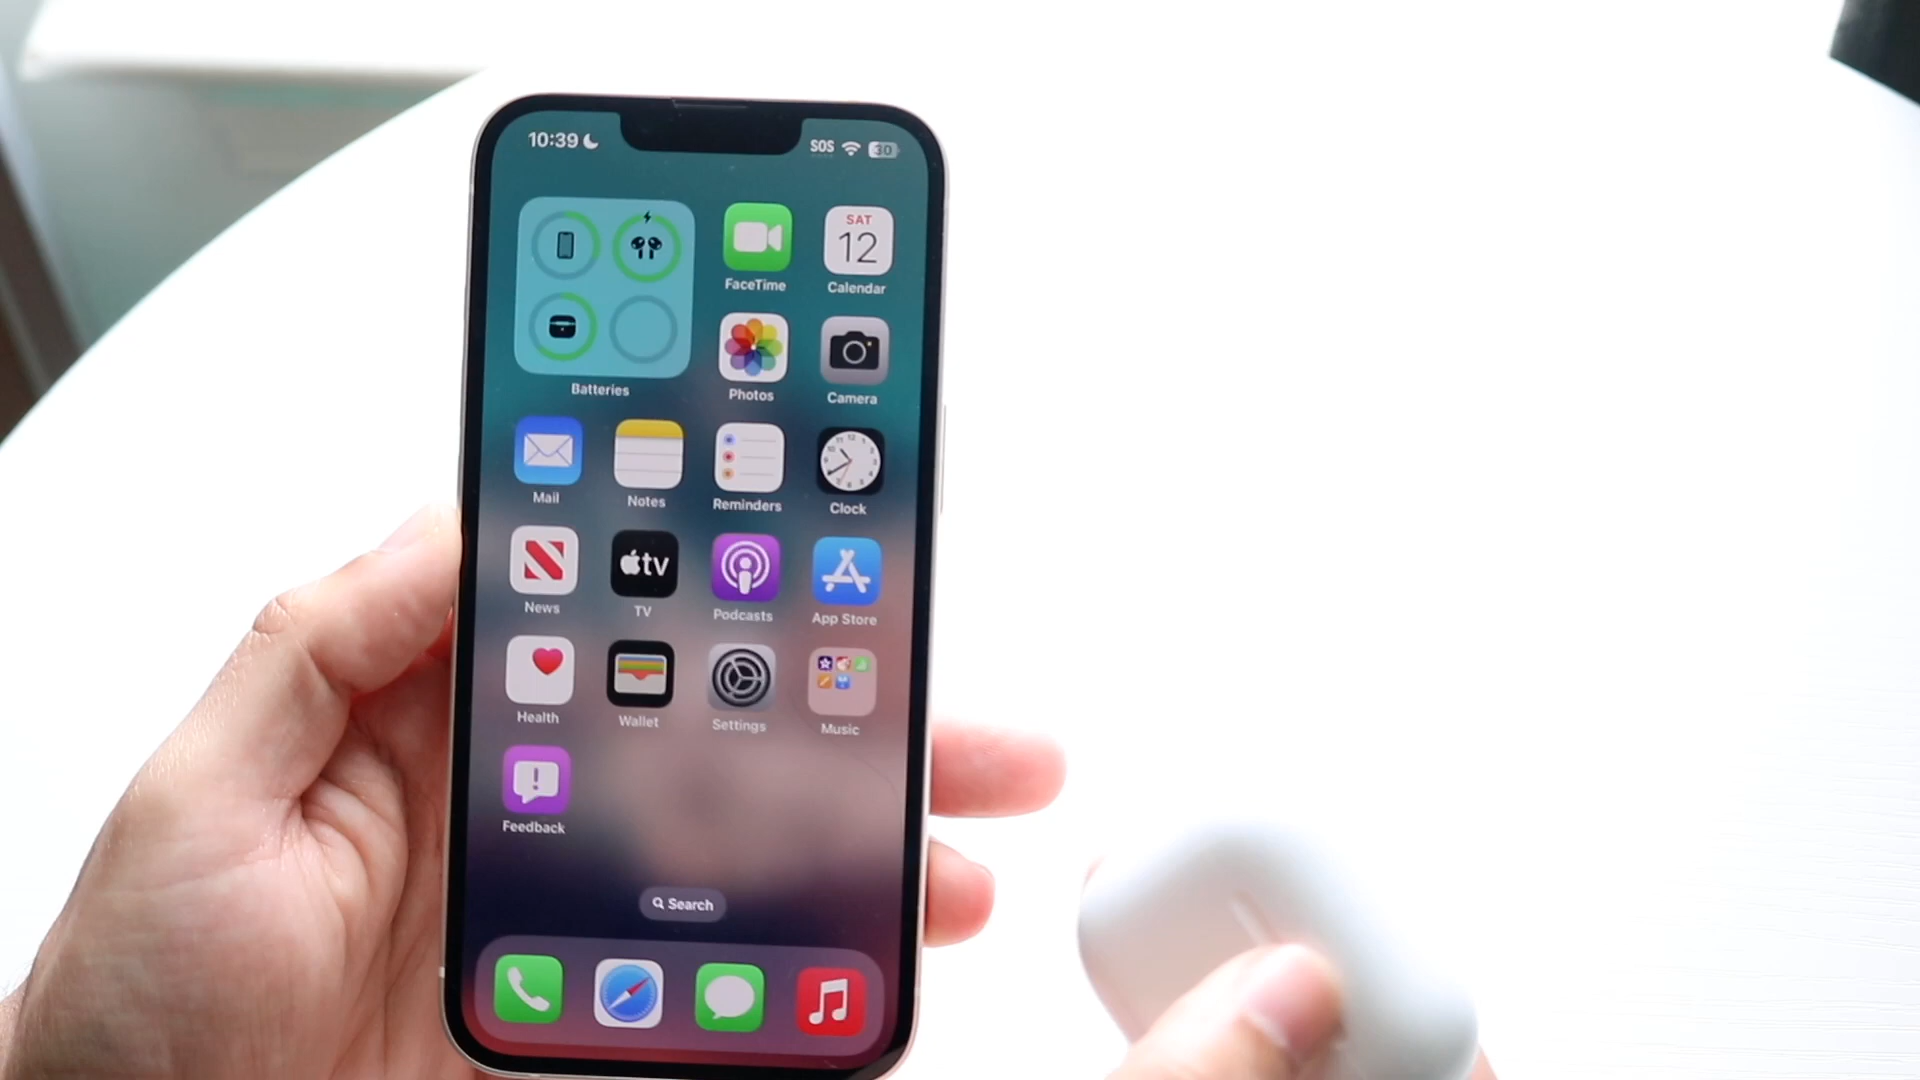 10:39
SOS 30
FaceTime
SAT
12
Calendar
Batteries
Photos
Camera
Mail
Notes
Reminders
Clock
News
tv
TV
Podcasts
App Store
Health
Wallet
Settings
Music
Feedback
Search